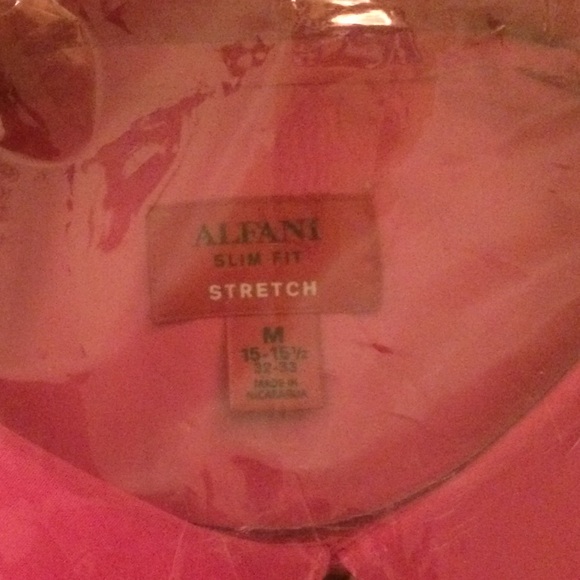 ALFANI
SLIM FIT
STRETCH
M
15-15½
32-33
MADE IN
NICARAGUA